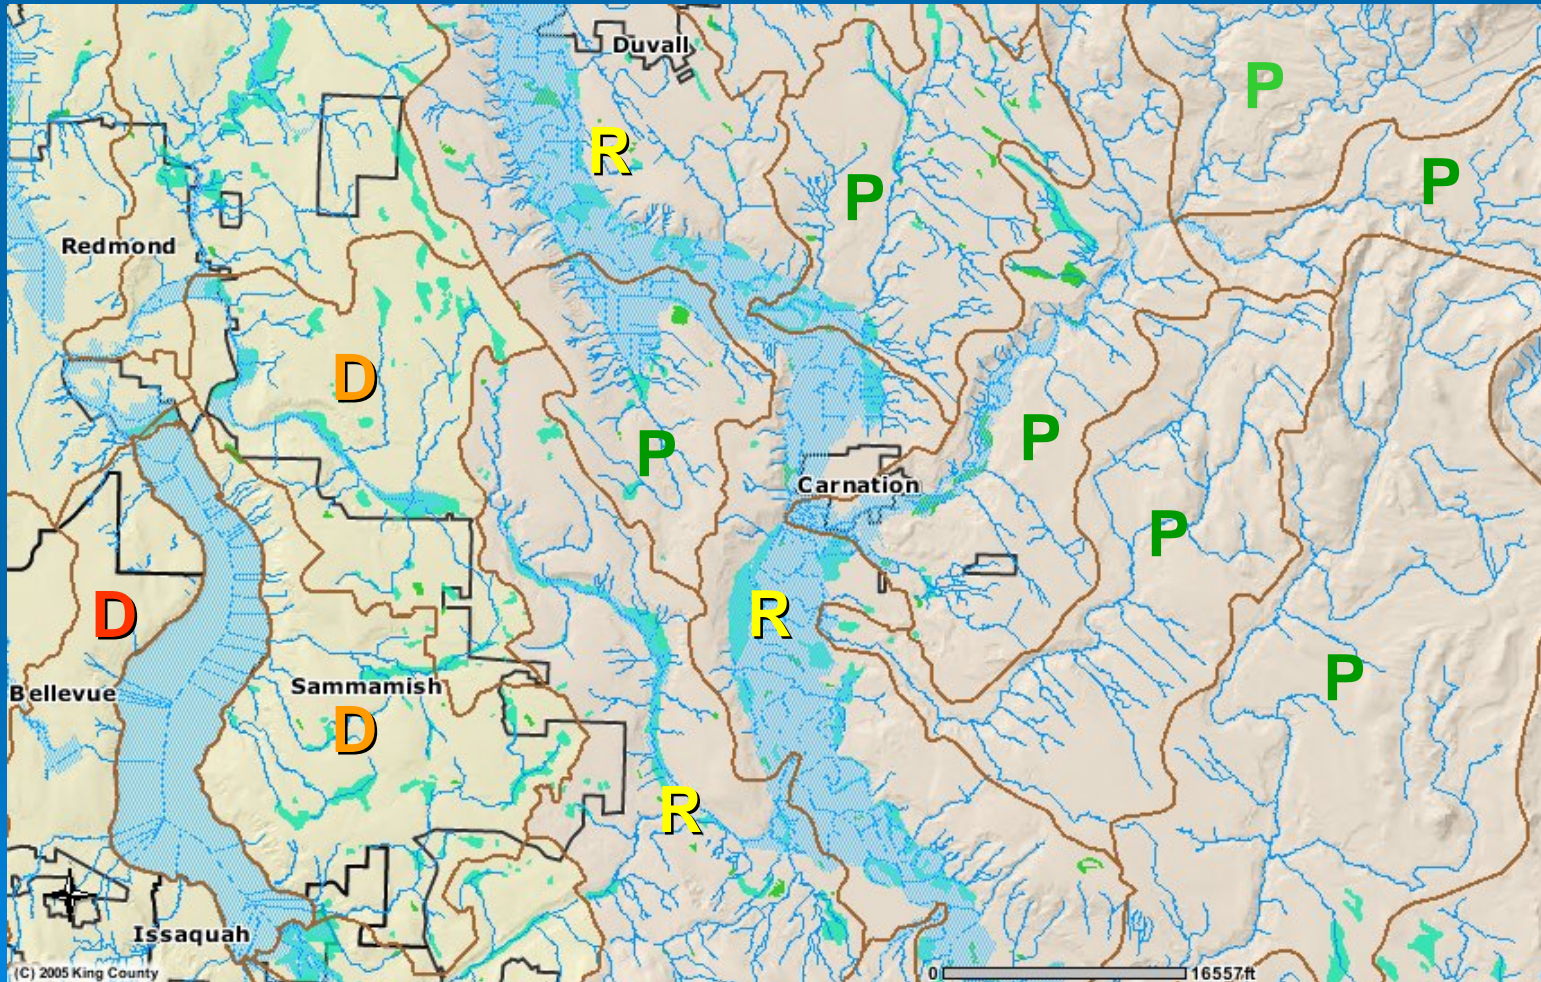 Duvall
P
R
P
P
Redmond
D
P
P
Carnation
P
D
R
P
Bellevue
Sammamish
D
R
Issaquah
(C) 2005 King County
0 16557ft